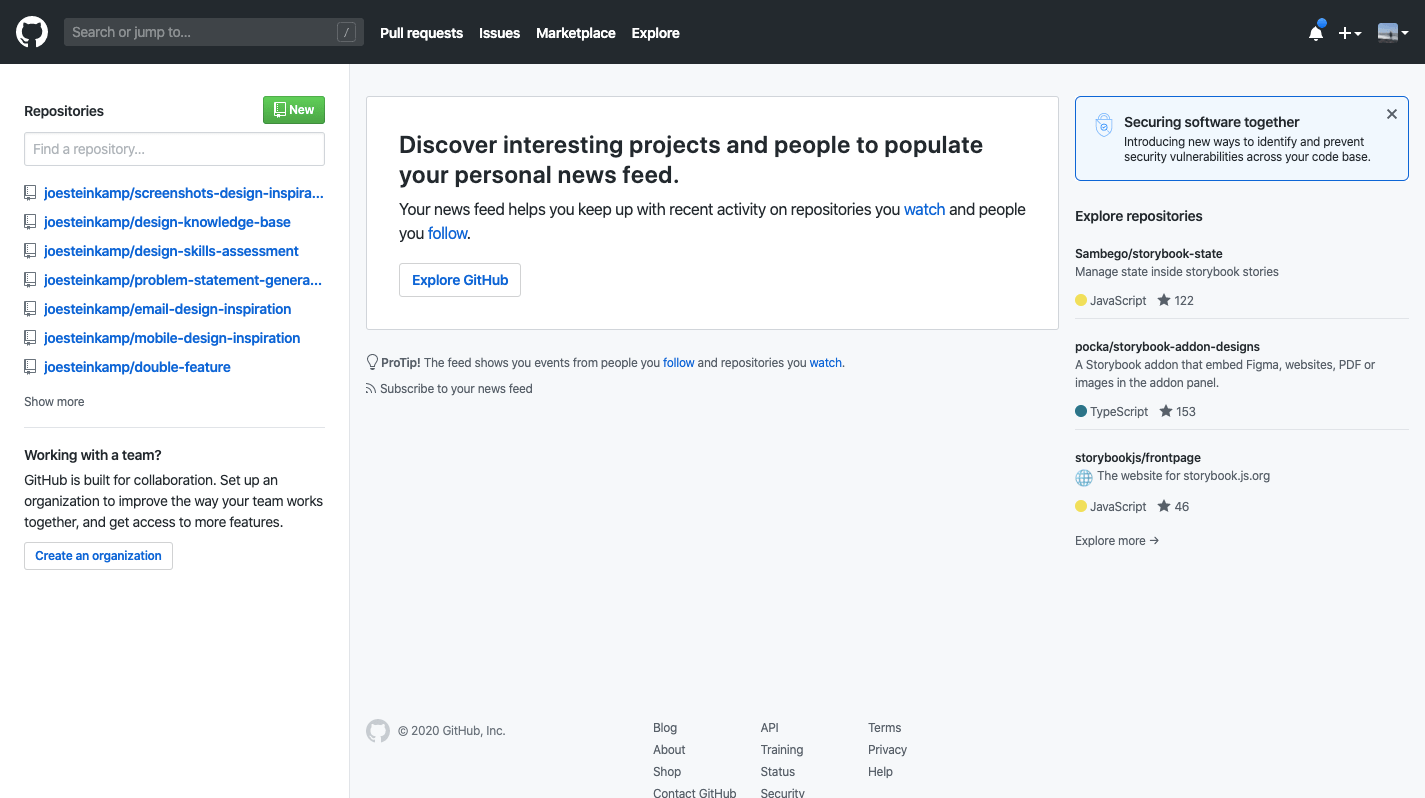 Search or jump to...
/
Pull requests
Issues
Marketplace
Explore
Repositories
New
Find a repository...
joesteinkamp/screenshots-design-inspira...
joesteinkamp/design-knowledge-base
joesteinkamp/design-skills-assessment
joesteinkamp/problem-statement-genera...
joesteinkamp/email-design-inspiration
joesteinkamp/mobile-design-inspiration
joesteinkamp/double-feature
Show more
Working with a team?
GitHub is built for collaboration. Set up an
organization to improve the way your team works
together, and get access to more features.
Create an organization
Discover interesting projects and people to populate
your personal news feed.
Your news feed helps you keep up with recent activity on repositories you watch and people
you follow.
Explore GitHub
ProTip! The feed shows you events from people you follow and repositories you watch.
Subscribe to your news feed
Securing software together
Introducing new ways to identify and prevent
security vulnerabilities across your code base.
Explore repositories
Sambego/storybook-state
Manage state inside storybook stories
JavaScript 122
pocka/storybook-addon-designs
A Storybook addon that embed Figma, websites, PDF or
images in the addon panel.
TypeScript 153
storybookjs/frontpage
The website for storybook.js.org
JavaScript 46
Explore more →
© 2020 GitHub, Inc.
Blog
About
Shop
Contact GitHub
API
Training
Status
Security
Terms
Privacy
Help